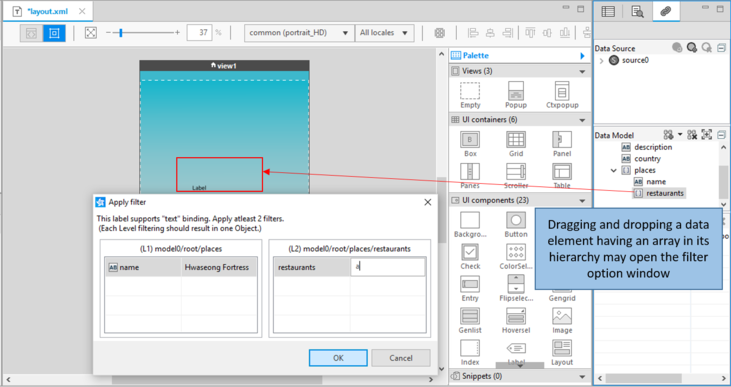 *layout.xml
37 %
common (portrait_HD)
All locales
view1
Label
Apply filter
This label supports "text" binding. Apply atleast 2 filters.
(Each Level filtering should result in one Object.)
(L1) model0/root/places
name
Hwaseong Fortress
(L2) model0/root/places/restaurants
restaurants
a
OK
Cancel
Palette
Views (3)
Empty
Popup
Ctxpopup
UI containers (6)
Box
Grid
Panel
Panes
Scroller
Table
UI components (23)
Backgro...
Button
Check
ColorSel...
Entry
Flipselec...
Gengrid
Genlist
Hoversel
Image
Index
Label
Layout
Snippets (0)
Data Source
source0
Data Model
description
country
places
name
restaurants
Dragging and dropping a data
element having an array in its
hierarchy may open the filter
option window